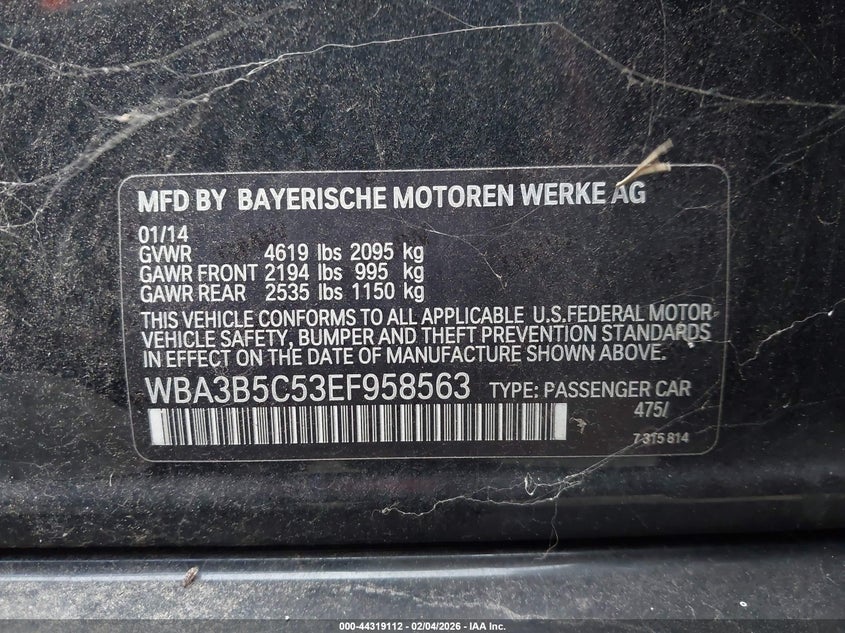 MFD BY BAYERISCHE MOTOREN WERKE AG
01/14
GVWR 4619 lbs 2095 kg
GAWR FRONT 2194 lbs 995 kg
GAWR REAR 2535 lbs 1150 kg
THIS VEHICLE CONFORMS TO ALL APPLICABLE U.S.FEDERAL MOTOR
VEHICLE SAFETY, BUMPER AND THEFT PREVENTION STANDARDS
IN EFFECT ON THE DATE OF MANUFACTURE SHOWN ABOVE.
WBA3B5C53EF958563 TYPE: PASSENGER CAR
475/
7 315 814
000-44319112 - 02/04/2026 - IAA Inc.